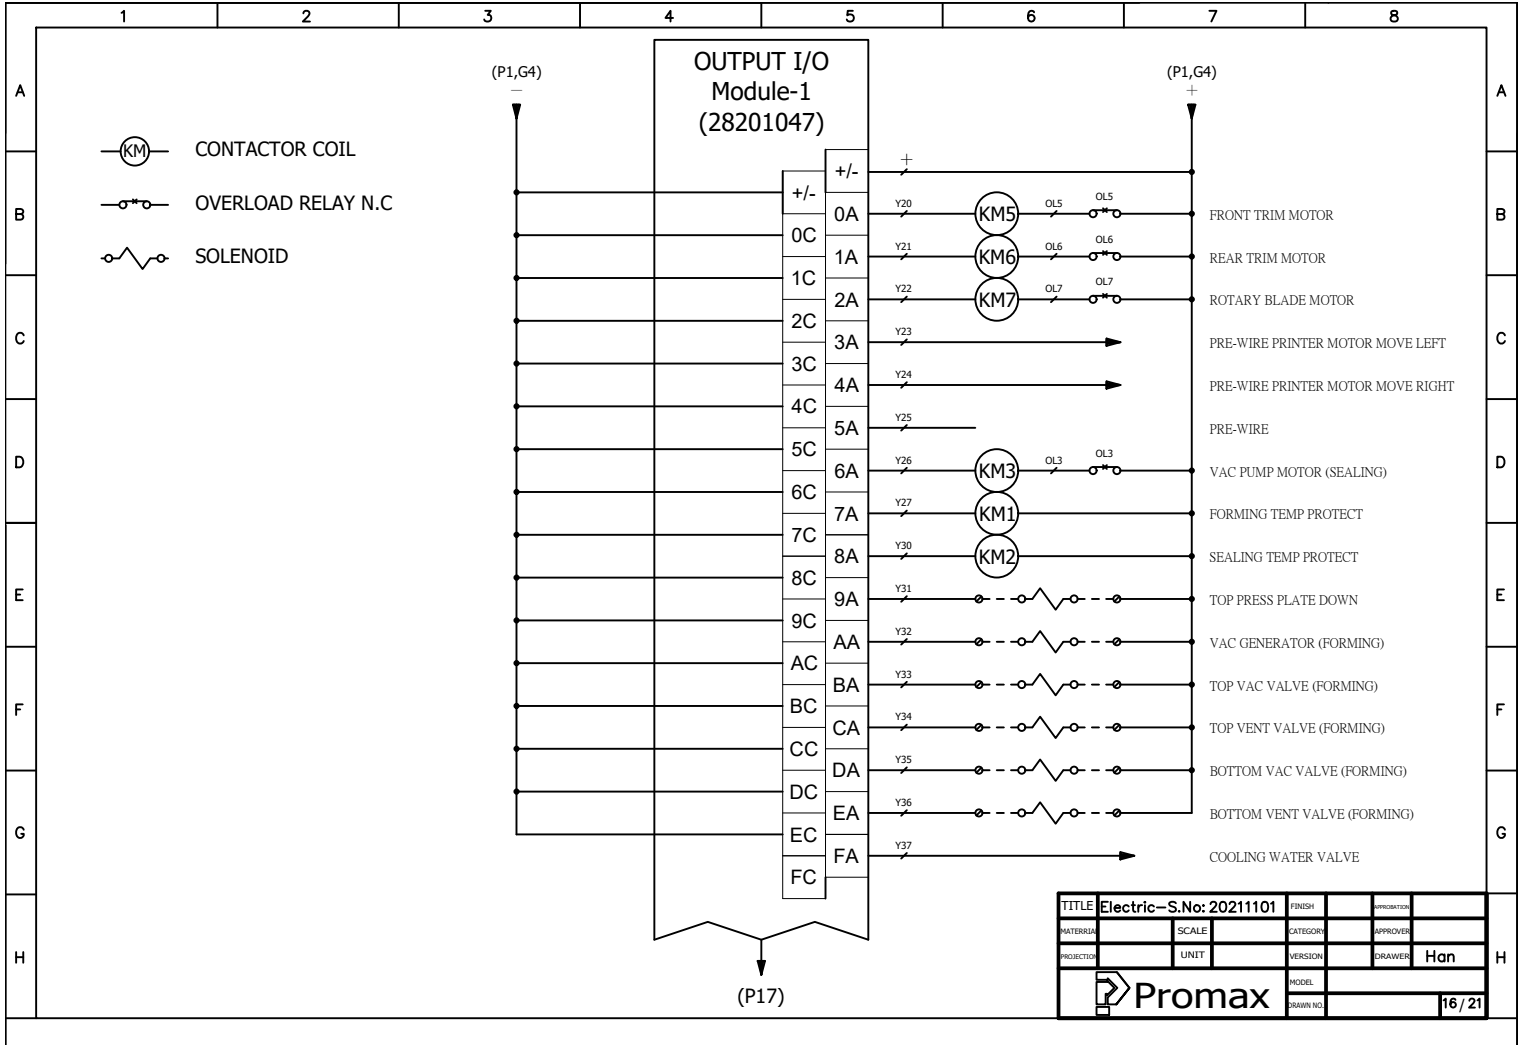 1 2 3 4 5 6 7 8
A A
B B
C C
D D
E E
F F
G G
H H
KM CONTACTOR COIL
OVERLOAD RELAY N.C
SOLENOID
(P1,G4)
−
OUTPUT I/O
Module-1
(28201047)
(P1,G4)
+
+/- +
+/-
0A Y20 KM5 OL5 OL5 FRONT TRIM MOTOR
0C
1A Y21 KM6 OL6 OL6 REAR TRIM MOTOR
1C
2A Y22 KM7 OL7 OL7 ROTARY BLADE MOTOR
2C
3A Y23 PRE-WIRE PRINTER MOTOR MOVE LEFT
3C
4A Y24 PRE-WIRE PRINTER MOTOR MOVE RIGHT
4C
5A Y25 PRE-WIRE
5C
6A Y26 KM3 OL3 OL3 VAC PUMP MOTOR (SEALING)
6C
7A Y27 KM1 FORMING TEMP PROTECT
7C
8A Y30 KM2 SEALING TEMP PROTECT
8C
9A Y31 TOP PRESS PLATE DOWN
9C
AA Y32 VAC GENERATOR (FORMING)
AC
BA Y33 TOP VAC VALVE (FORMING)
BC
CA Y34 TOP VENT VALVE (FORMING)
CC
DA Y35 BOTTOM VAC VALVE (FORMING)
DC
EA Y36 BOTTOM VENT VALVE (FORMING)
EC
FA Y37 COOLING WATER VALVE
FC
(P17)
TITLE Electric-S.No: 20211101 FINISH APPROBATION
MATERRIA SCALE CATEGORY APPROVER
PROJECTION UNIT VERSION DRAWER Han
Promax
MODEL
DRAWN NO. 16/21